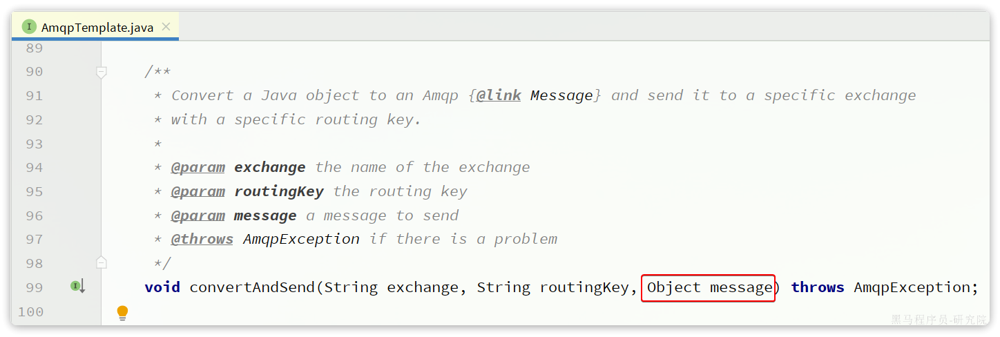 AmqpTemplate.java
89
90 /**
91 * Convert a Java object to an Amqp {@link Message} and send it to a specific exchange
92 * with a specific routing key.
93 *
94 * @param exchange the name of the exchange
95 * @param routingKey the routing key
96 * @param message a message to send
97 * @throws AmqpException if there is a problem
98 */
99 void convertAndSend(String exchange, String routingKey, Object message) throws AmqpException;
100
黑马程序员-研究院